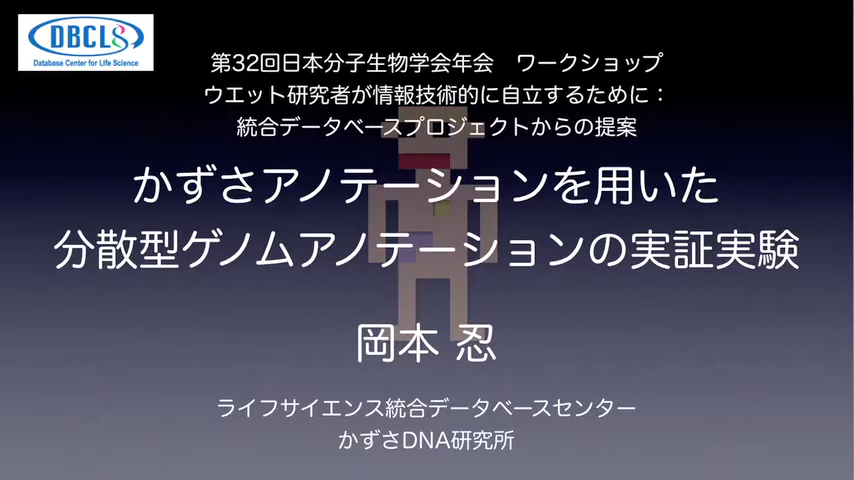 DBCLS
Database Center for Life Science
第32回日本分子生物学会年会　ワークショップ
ウエット研究者が情報技術的に自立するために：
統合データベースプロジェクトからの提案
かずさアノテーションを用いた
分散型ゲノムアノテーションの実証実験
岡本 忍
ライフサイエンス統合データベースセンター
かずさDNA研究所